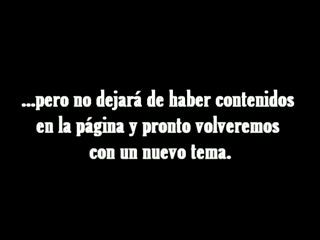 ...pero no dejará de haber contenidos
en la página y pronto volveremos
con un nuevo tema.